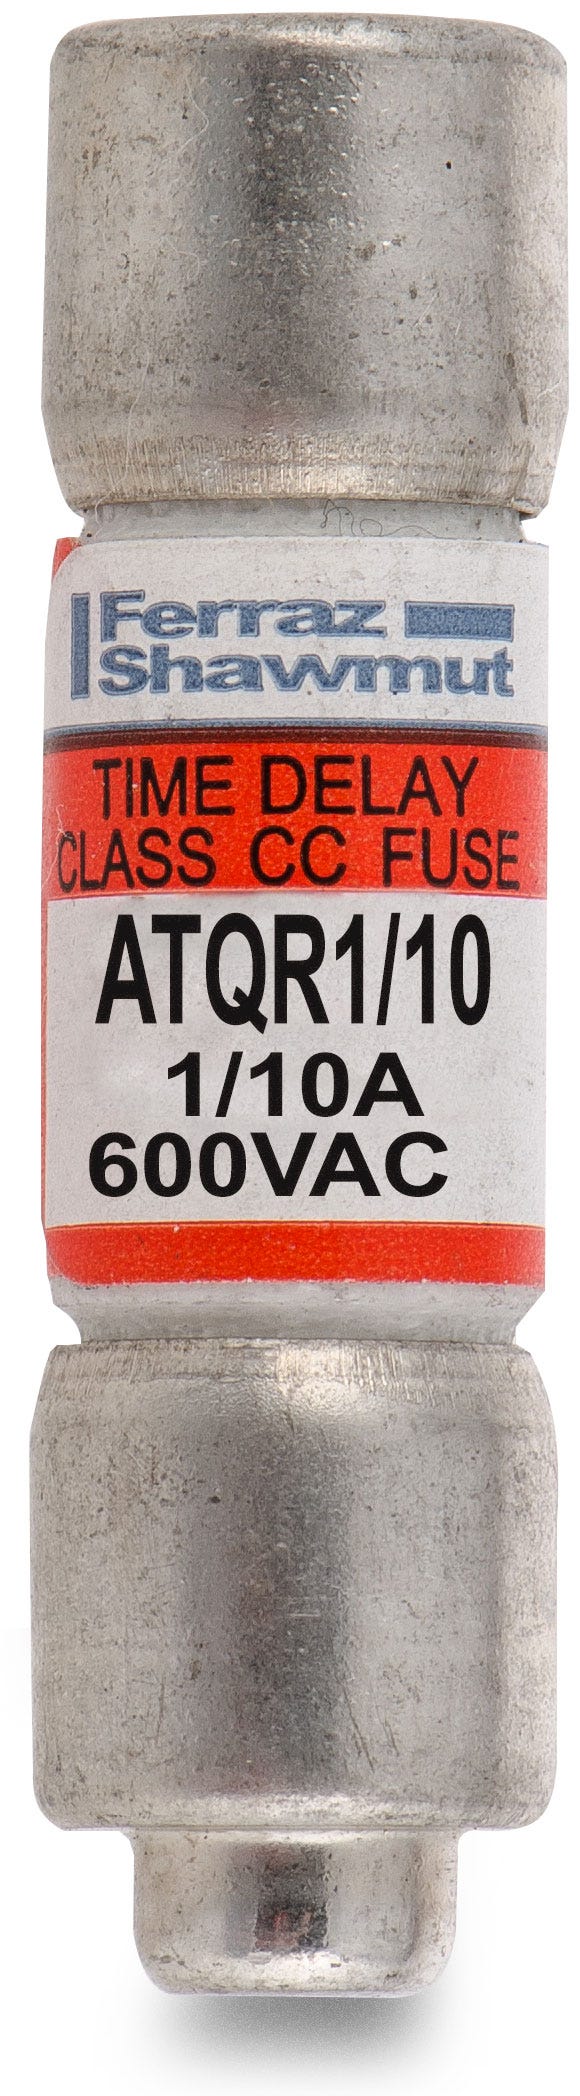 Ferraz
Shawmut
TIME DELAY
CLASS CC FUSE
ATQR1/10
1/10A
600VAC